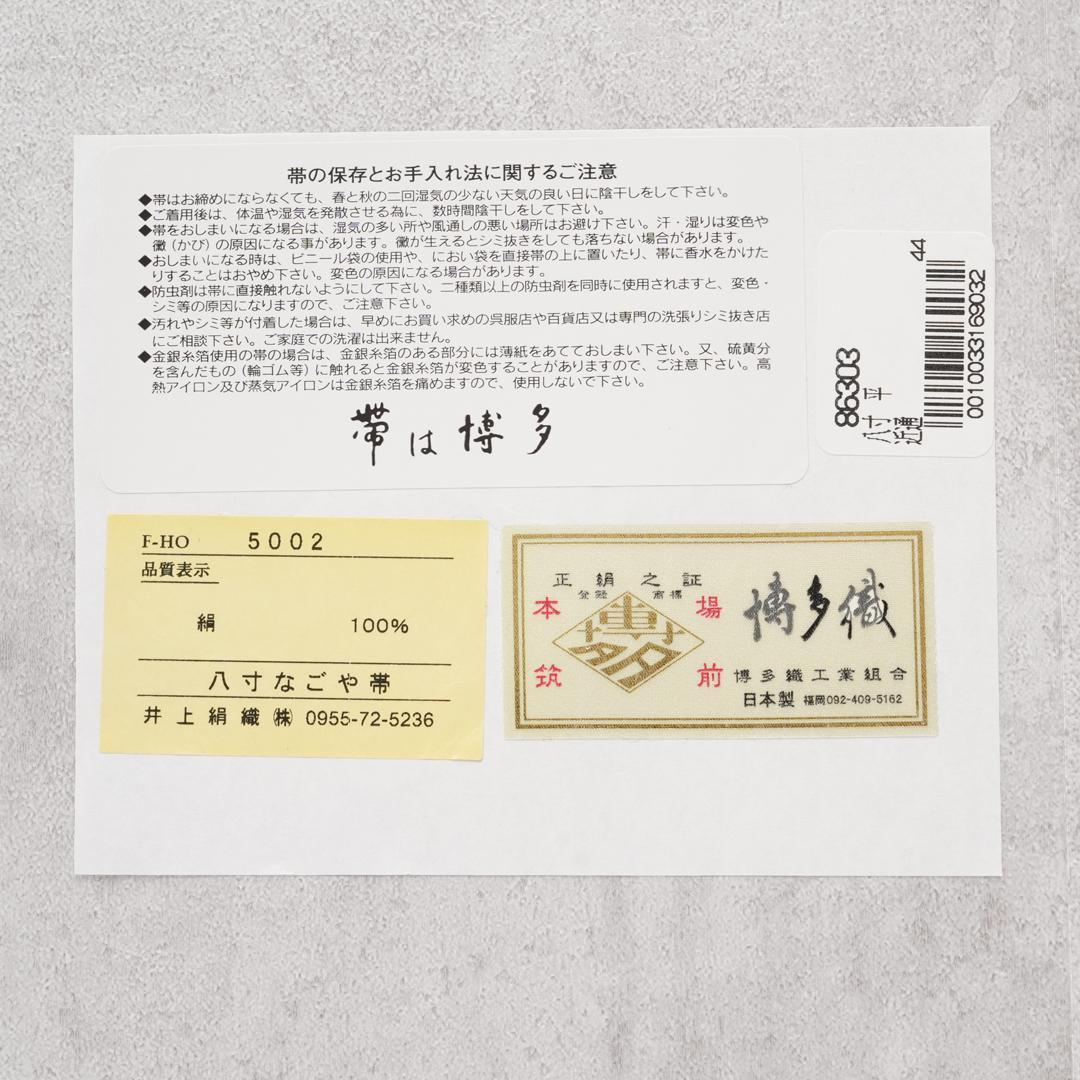 帯の保存とお手入れ法に関するご注意
◆帯はお締めにならなくても、春と秋の二回湿気の少ない天気の良い日に陰干しをして下さい。
◆ご着用後は、体温や湿気を発散させる為に、数時間陰干しをして下さい。
◆帯をおしまいになる場合は、湿気の多い所や風通しの悪い場所はお避け下さい。汗・湿りは変色や
黴(かび)の原因になる事があります。黴が生えるとシミ抜きをしても落ちない場合があります。
◆おしまいになる時は、ビニール袋の使用や、におい袋を直接帯の上に置いたり、帯に香水をかけた
りすることはおやめ下さい。変色の原因になる場合があります。
◆防虫剤は帯に直接触れないようにして下さい。二種類以上の防虫剤を同時に使用されますと、変色・
シミ等の原因になりますので、ご注意下さい。
◆汚れやシミ等が付着した場合は、早めにお買い求めの呉服店や百貨店又は専門の洗張りシミ抜き店
にご相談下さい。ご家庭での洗濯は出来ません。
◆金銀糸箔使用の帯の場合は、金銀糸箔のある部分には薄紙をあてておしまい下さい。又、硫黄分
を含んだもの(輪ゴム等)に触れると金銀糸箔が変色することがありますので、ご注意下さい。高
熱アイロン及び蒸気アイロンは金銀糸箔を痛めますので、使用しないで下さい。
帯は博多
44
86303
八寸 平
近通
0010033169032
F-HO 5002
品質表示
絹 100%
八寸なごや帯
井上絹織㈱ 0955-72-5236
正絹之証
登録 商標
本場
筑前
博多
博多織
博多織工業組合
日本製 福岡092-409-5162